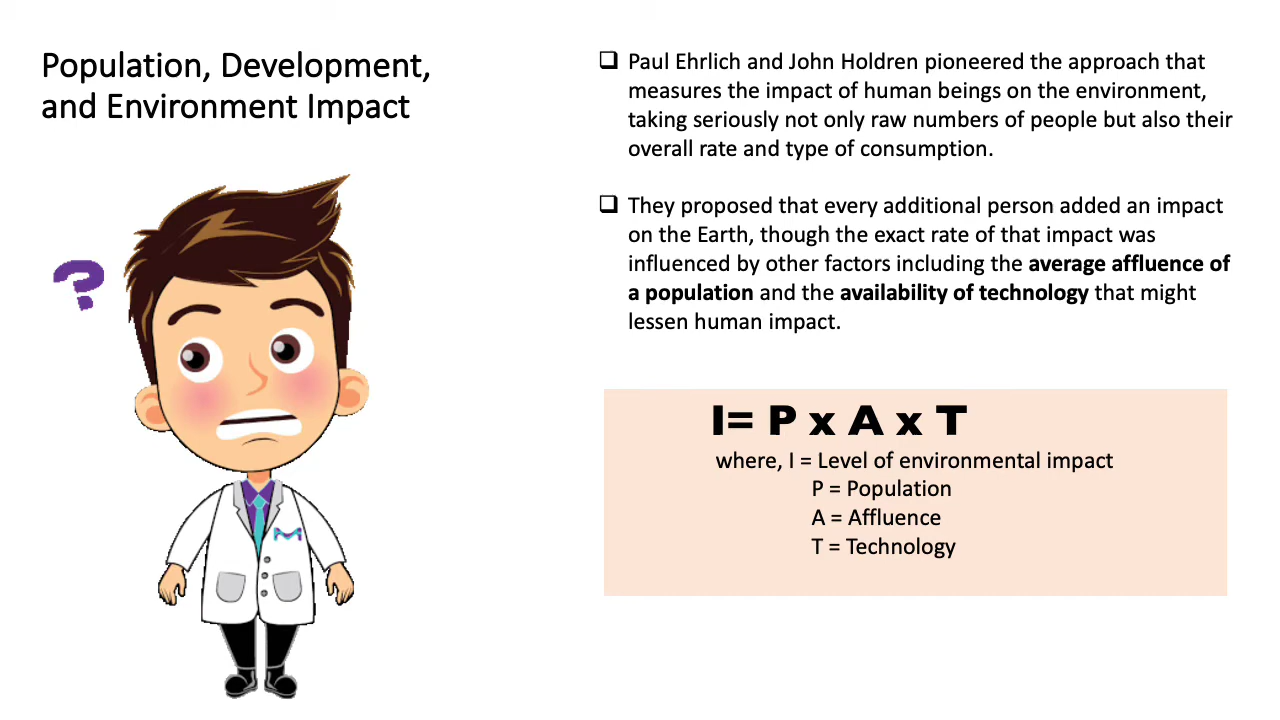 Population, Development,
and Environment Impact
?
❑ Paul Ehrlich and John Holdren pioneered the approach that
measures the impact of human beings on the environment,
taking seriously not only raw numbers of people but also their
overall rate and type of consumption.
❑ They proposed that every additional person added an impact
on the Earth, though the exact rate of that impact was
influenced by other factors including the average affluence of
a population and the availability of technology that might
lessen human impact.
I= P x A x T
where, I = Level of environmental impact
P = Population
A = Affluence
T = Technology